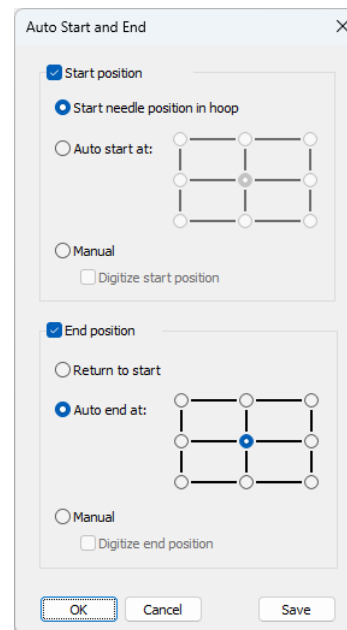 Auto Start and End
Start position
Start needle position in hoop
Auto start at:
Manual
Digitize start position
End position
Return to start
Auto end at:
Manual
Digitize end position
OK Cancel Save